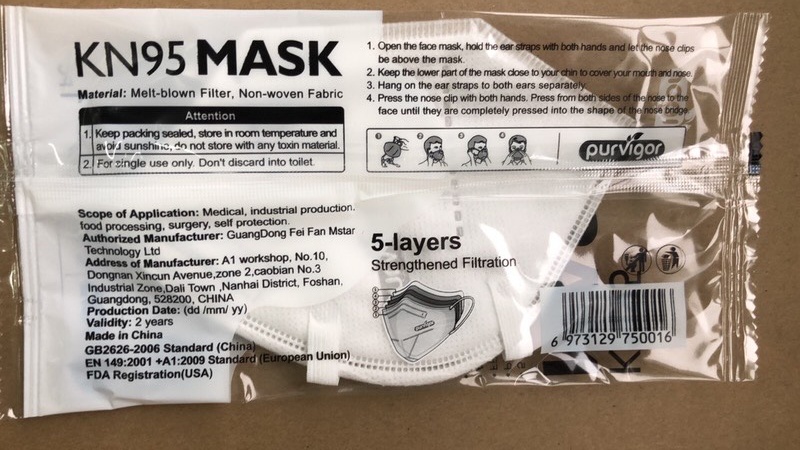 KN95 MASK
Material: Melt-blown Filter, Non-woven Fabric
Attention
1. Keep packing sealed, store in room temperature and
avoid sunshine, do not store with any toxin material.
2. For single use only. Don't discard into toilet.
1. Open the face mask, hold the ear straps with both hands and let the nose clips
be above the mask.
2. Keep the lower part of the mask close to your chin to cover your mouth and nose.
3. Hang on the ear straps to both ears separately.
4. Press the nose clip with both hands. Press from both sides of the nose to the
face until they are completely pressed into the shape of the nose bridge.
1 2 3 4
purvigor
Scope of Application: Medical, industrial production.
food processing, surgery, self protection.
Authorized Manufacturer: GuangDong Fei Fan Mstar
Technology Ltd
Address of Manufacturer: A1 workshop, No.10,
Dongnan Xincun Avenue,zone 2,caobian No.3
Industrial Zone,Dali Town ,Nanhai District, Foshan,
Guangdong, 528200, CHINA
Production Date: (dd /mm/ yy)
Validity: 2 years
Made in China
GB2626-2006 Standard (China)
EN 149:2001 +A1:2009 Standard (European Union)
FDA Registration(USA)
5-layers
Strengthened Filtration
purvigor
6 973129 750016